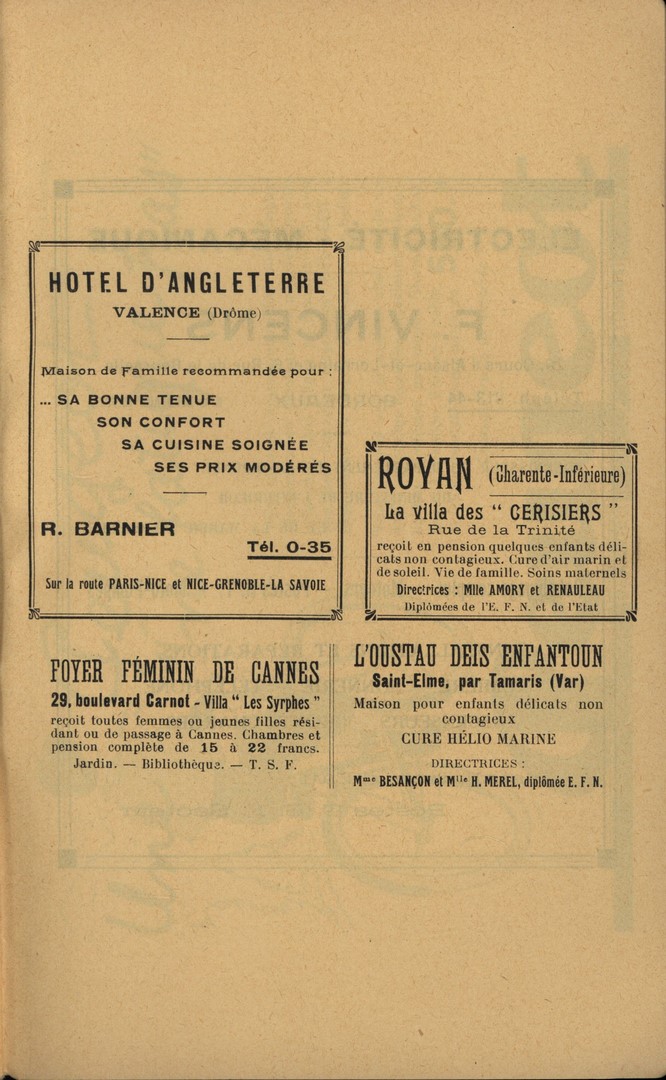 HOTEL D'ANGLETERRE
VALENCE (Drôme)
Maison de Famille recommandée pour :
... SA BONNE TENUE
SON CONFORT
SA CUISINE SOIGNÉE
SES PRIX MODÉRÉS
R. BARNIER
Tél. 0-35
Sur la route PARIS-NICE et NICE-GRENOBLE-LA SAVOIE
ROYAN (Charente-Inférieure)
La villa des " CERISIERS "
Rue de la Trinité
reçoit en pension quelques enfants déli-
cats non contagieux. Cure d'air marin et
de soleil. Vie de famille. Soins maternels
Directrices : Mlle AMORY et RENAULEAU
Diplômées de l'E. F. N. et de l'Etat
FOYER FÉMININ DE CANNES
29, boulevard Carnot - Villa " Les Syrphes "
reçoit toutes femmes ou jeunes filles rési-
dant ou de passage à Cannes. Chambres et
pension complète de 15 à 22 francs.
Jardin. — Bibliothèque. — T. S. F.
L'OUSTAU DEIS ENFANTOUN
Saint-Elme, par Tamaris (Var)
Maison pour enfants délicats non
contagieux
CURE HÉLIO MARINE
DIRECTRICES :
Mme BESANÇON et Mlle H. MEREL, diplômée E. F. N.
ÉLECTRICITÉ - MÉCANIQUE
F. VINCENS
BORDEAUX